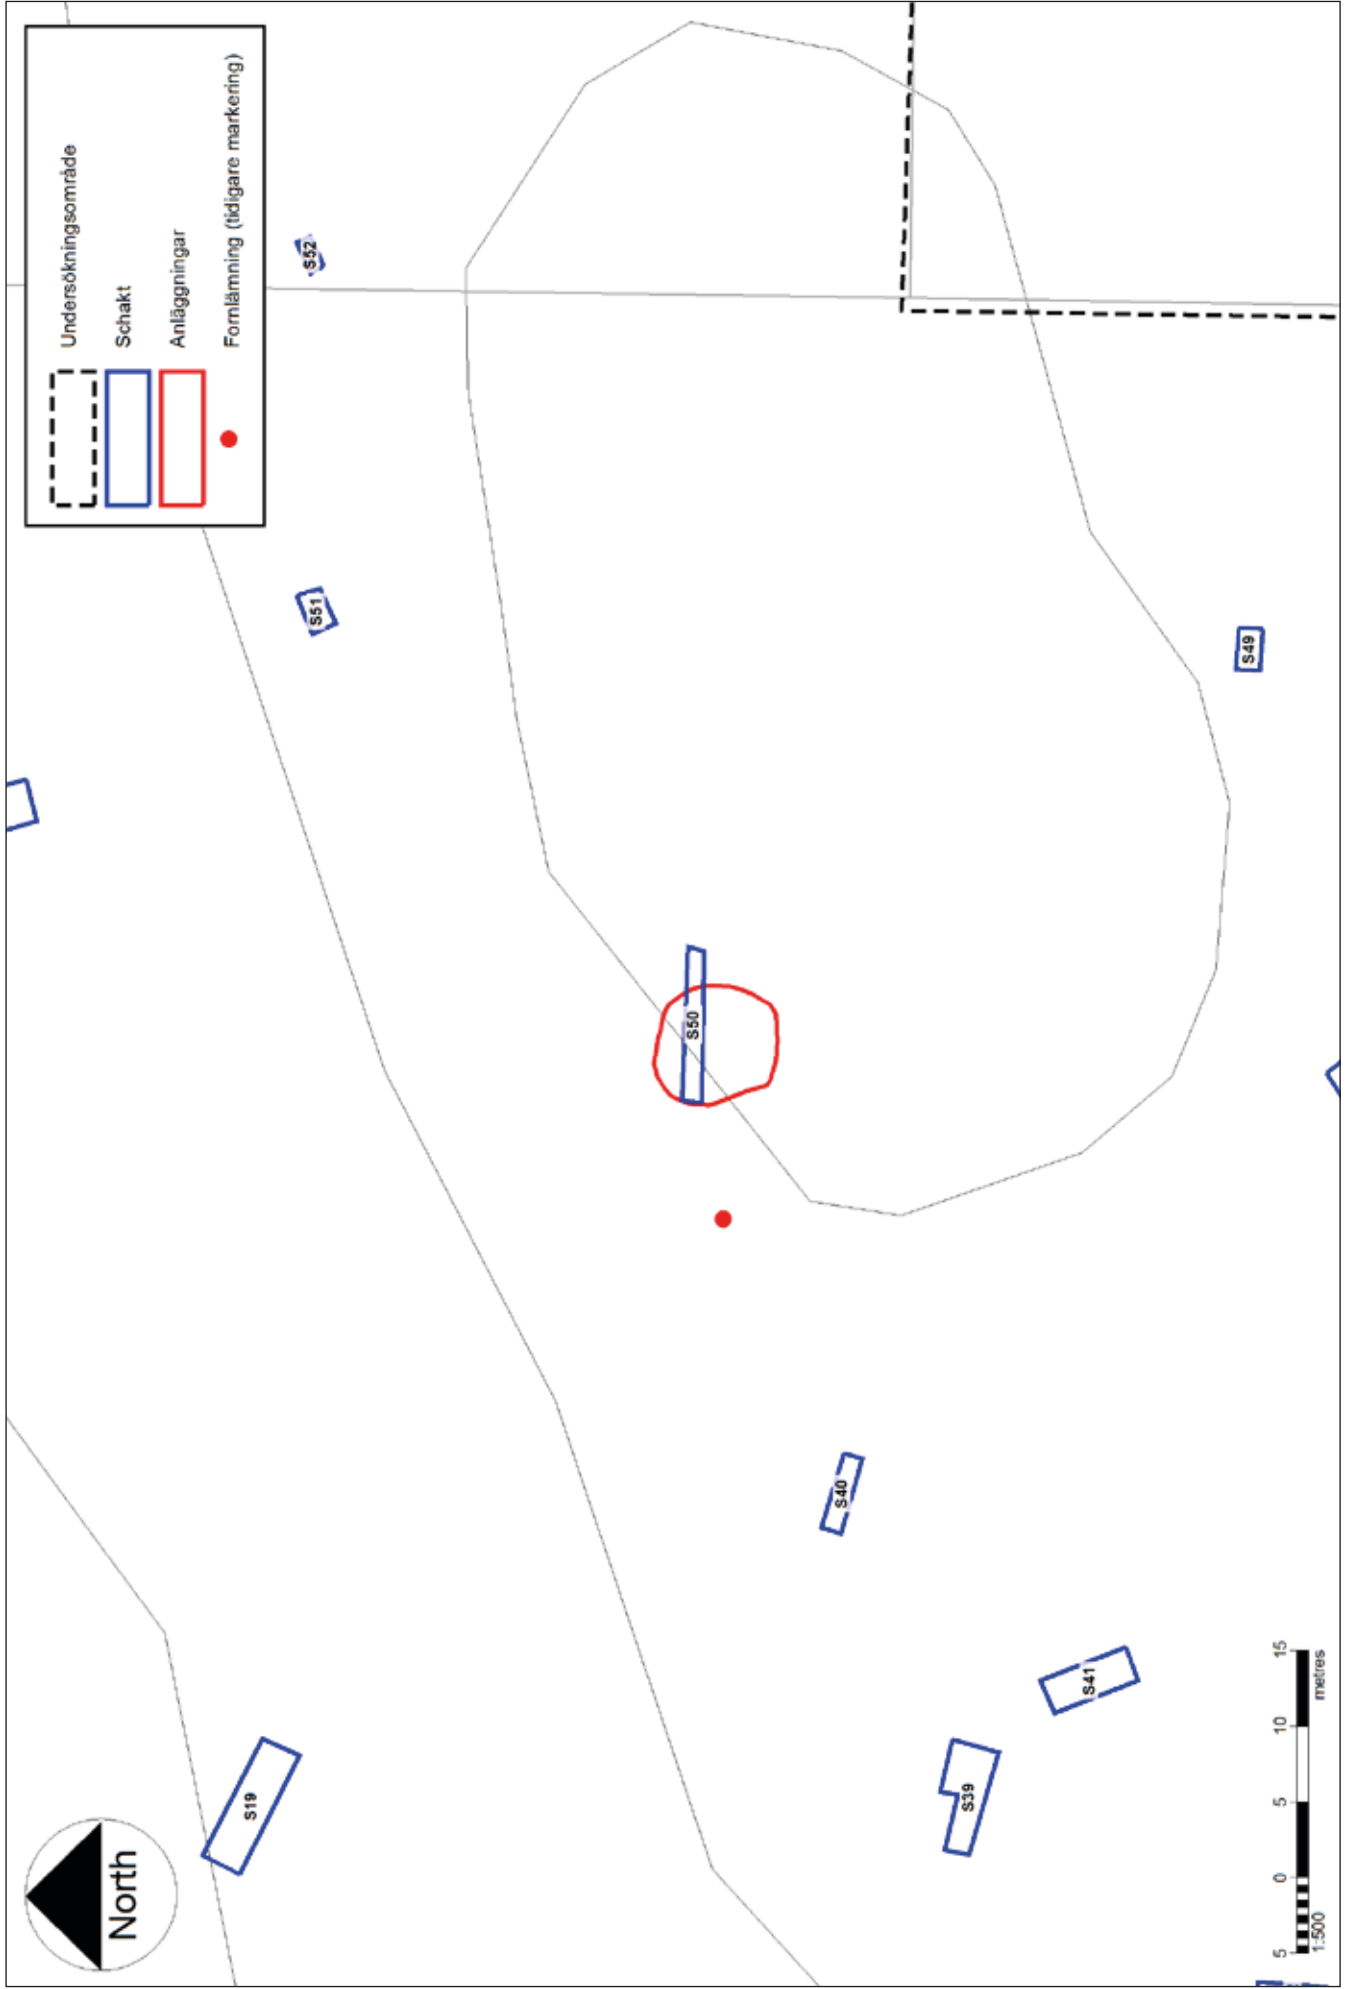 Undersökningsområde
Schakt
Anläggningar
Fornlämning (tidigare markering)
S52
S51
S49
S50
S40
S41
S39
S19
North
5 0 5 10 15
1:500 metres